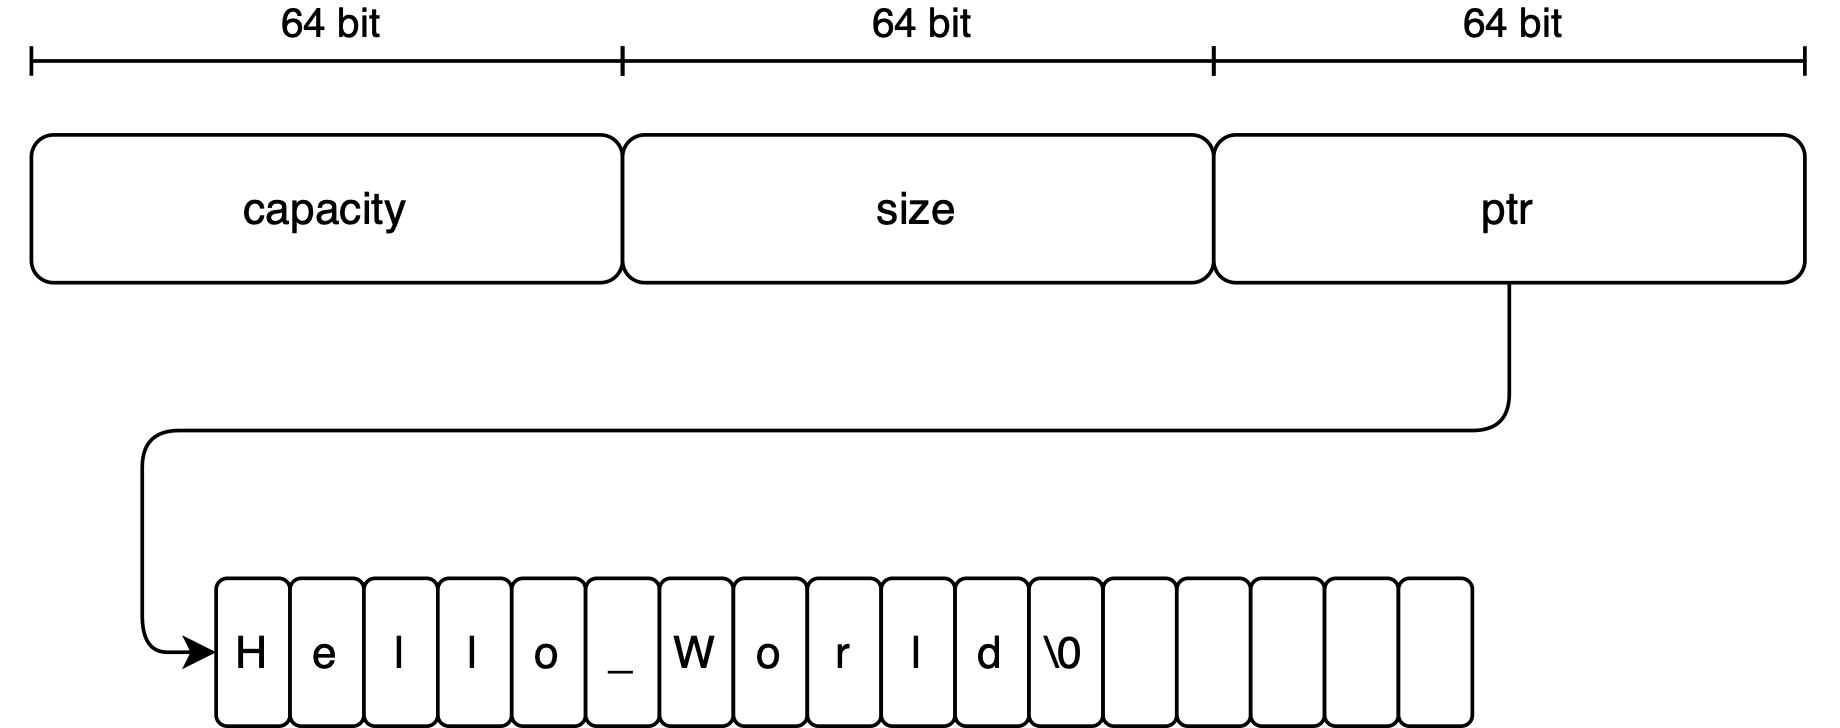 64 bit 64 bit 64 bit
capacity size ptr
H e l l o _ W o r l d \0